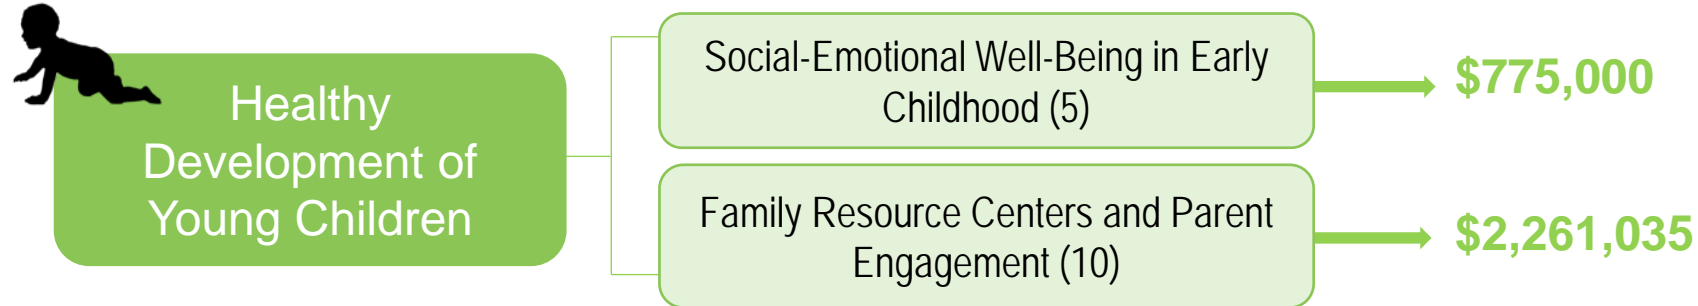 Healthy
Development of
Young Children
Social-Emotional Well-Being in Early
Childhood (5)
$775,000
Family Resource Centers and Parent
Engagement (10)
$2,261,035